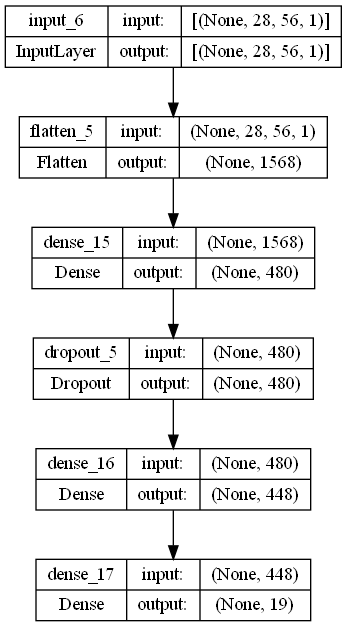 input_6 input: [(None, 28, 56, 1)]
InputLayer output: [(None, 28, 56, 1)]
flatten_5 input: (None, 28, 56, 1)
Flatten output: (None, 1568)
dense_15 input: (None, 1568)
Dense output: (None, 480)
dropout_5 input: (None, 480)
Dropout output: (None, 480)
dense_16 input: (None, 480)
Dense output: (None, 448)
dense_17 input: (None, 448)
Dense output: (None, 19)